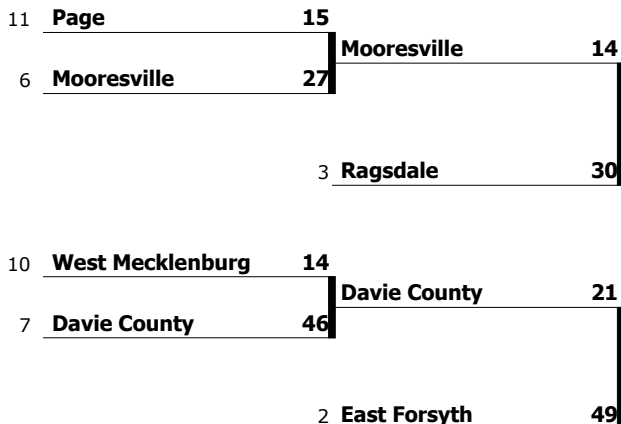 11 Page 15
Mooresville 14
6 Mooresville 27
3 Ragsdale 30
10 West Mecklenburg 14
Davie County 21
7 Davie County 46
2 East Forsyth 49